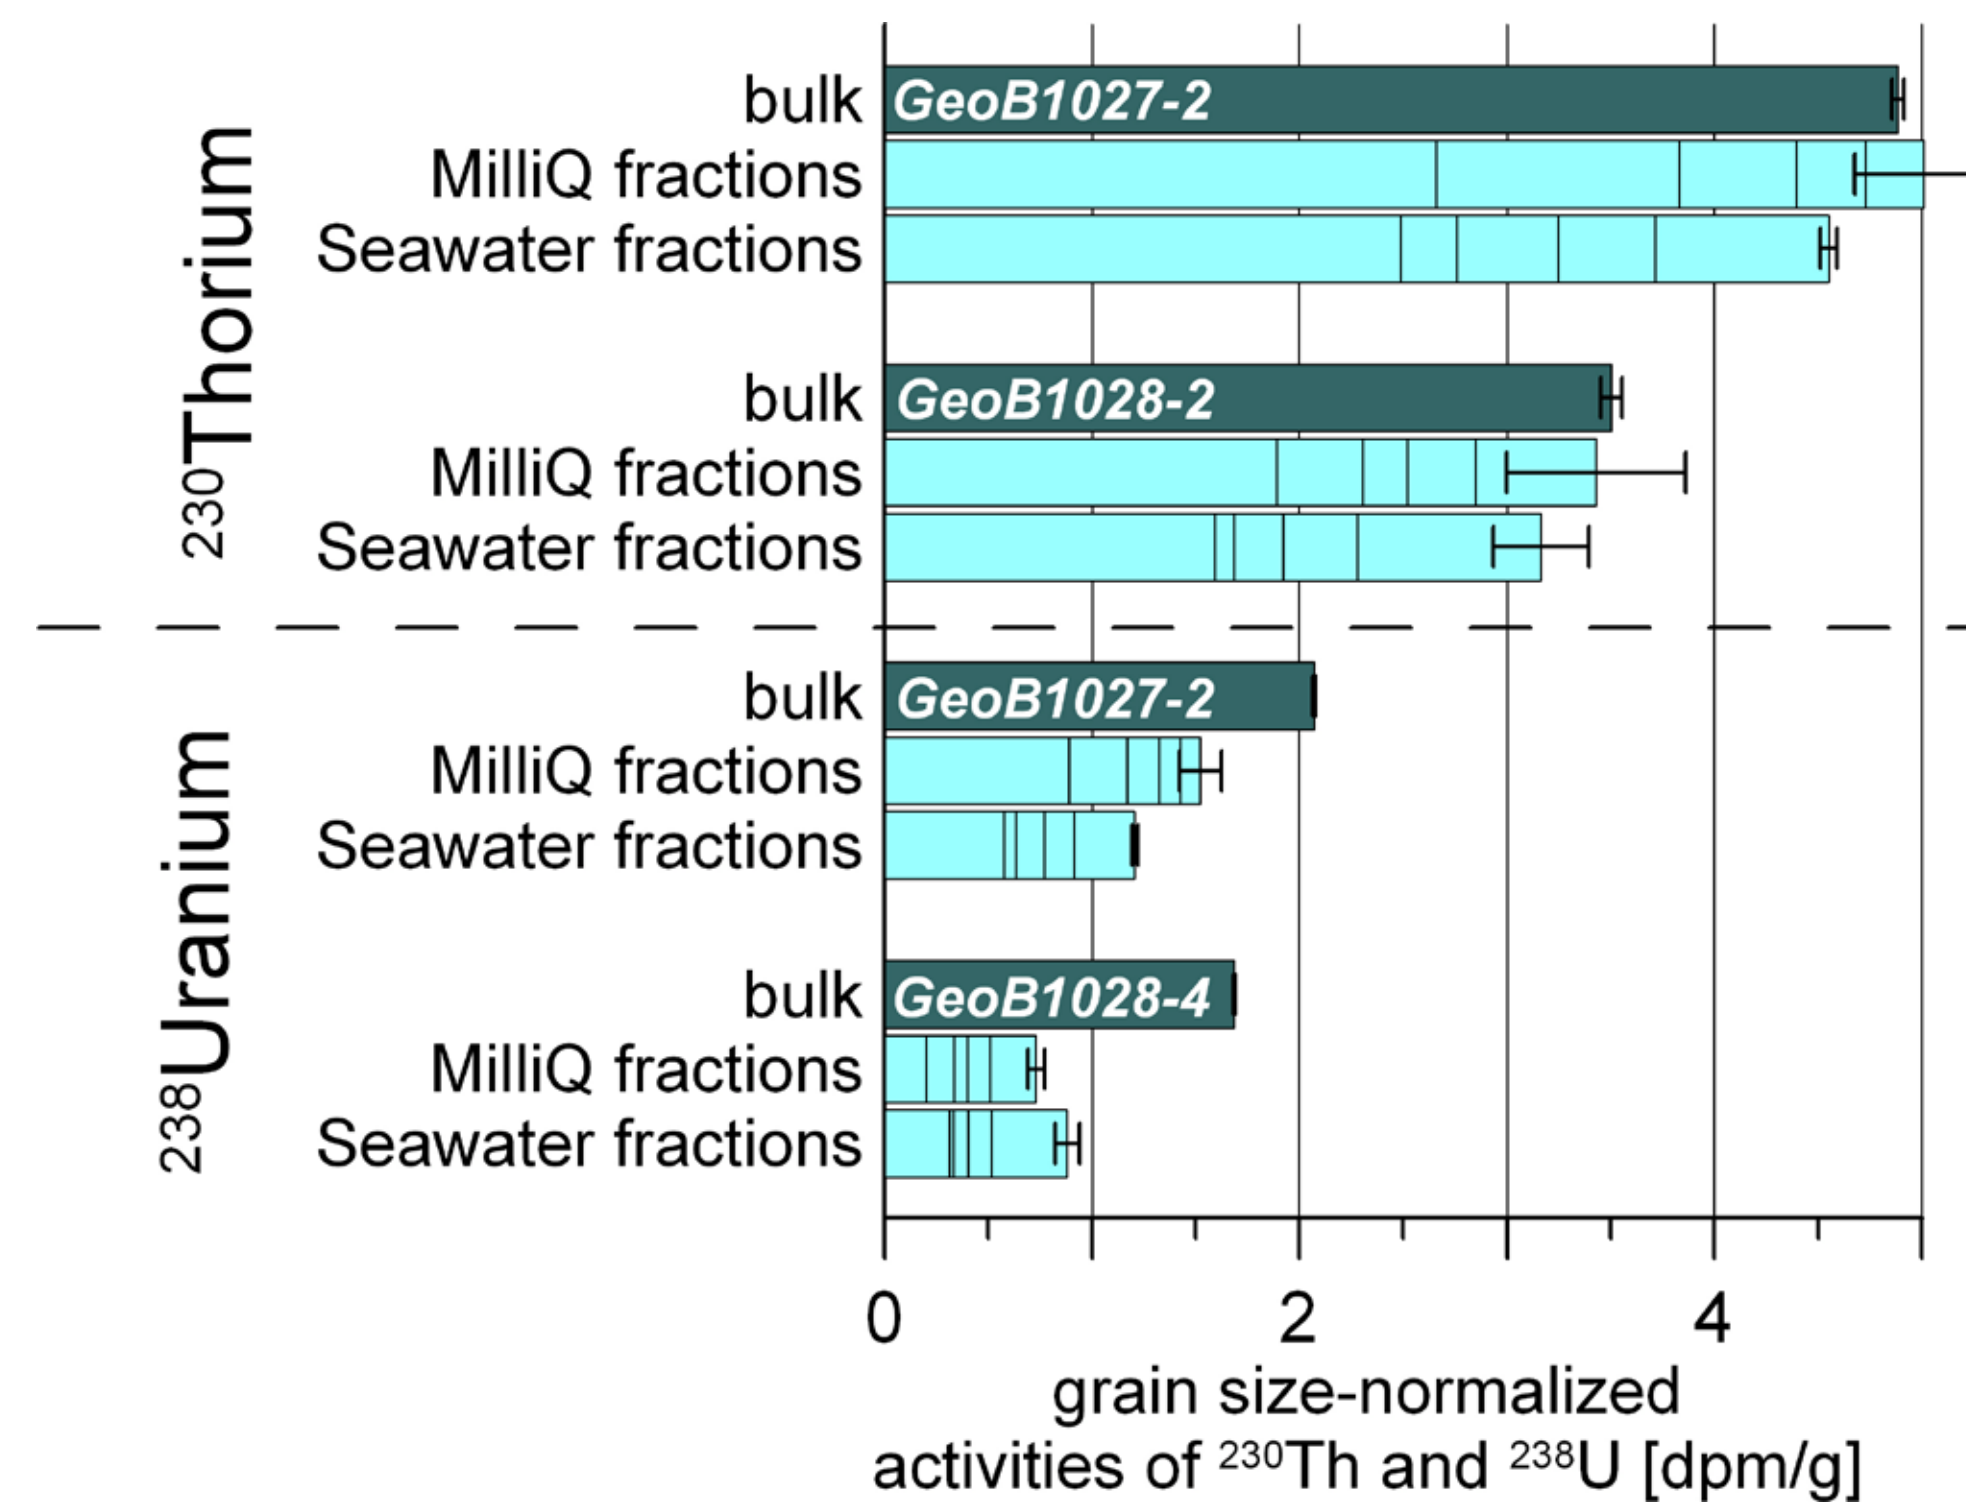 230Thorium
bulk GeoB1027-2
MilliQ fractions
Seawater fractions
bulk GeoB1028-2
MilliQ fractions
Seawater fractions
238Uranium
bulk GeoB1027-2
MilliQ fractions
Seawater fractions
bulk GeoB1028-4
MilliQ fractions
Seawater fractions
0 2 4
grain size-normalized
activities of 230Th and 238U [dpm/g]